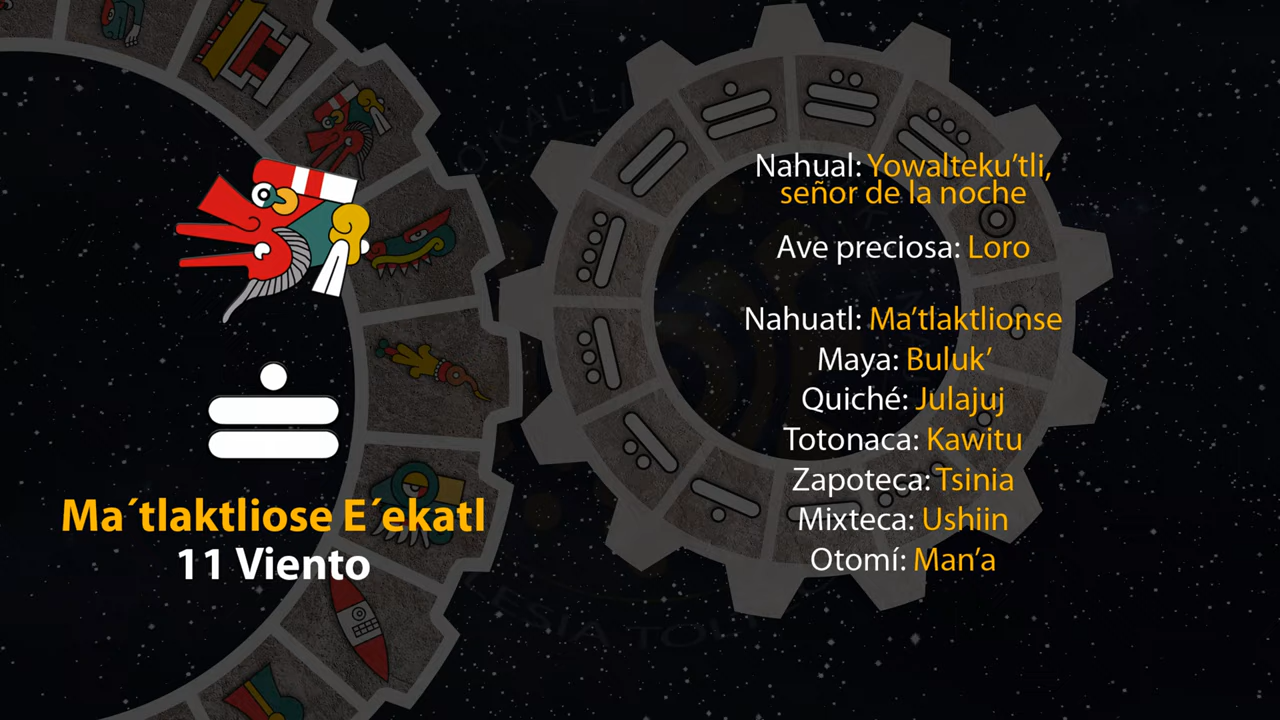 Ma´tlaktliose E´ekatl
11 Viento
Nahual: Yowalteku’tli,
señor de la noche
Ave preciosa: Loro
Nahuatl: Ma’tlaktlionse
Maya: Buluk’
Quiché: Julajuj
Totonaca: Kawitu
Zapoteca: Tsinia
Mixteca: Ushiin
Otomí: Man’a